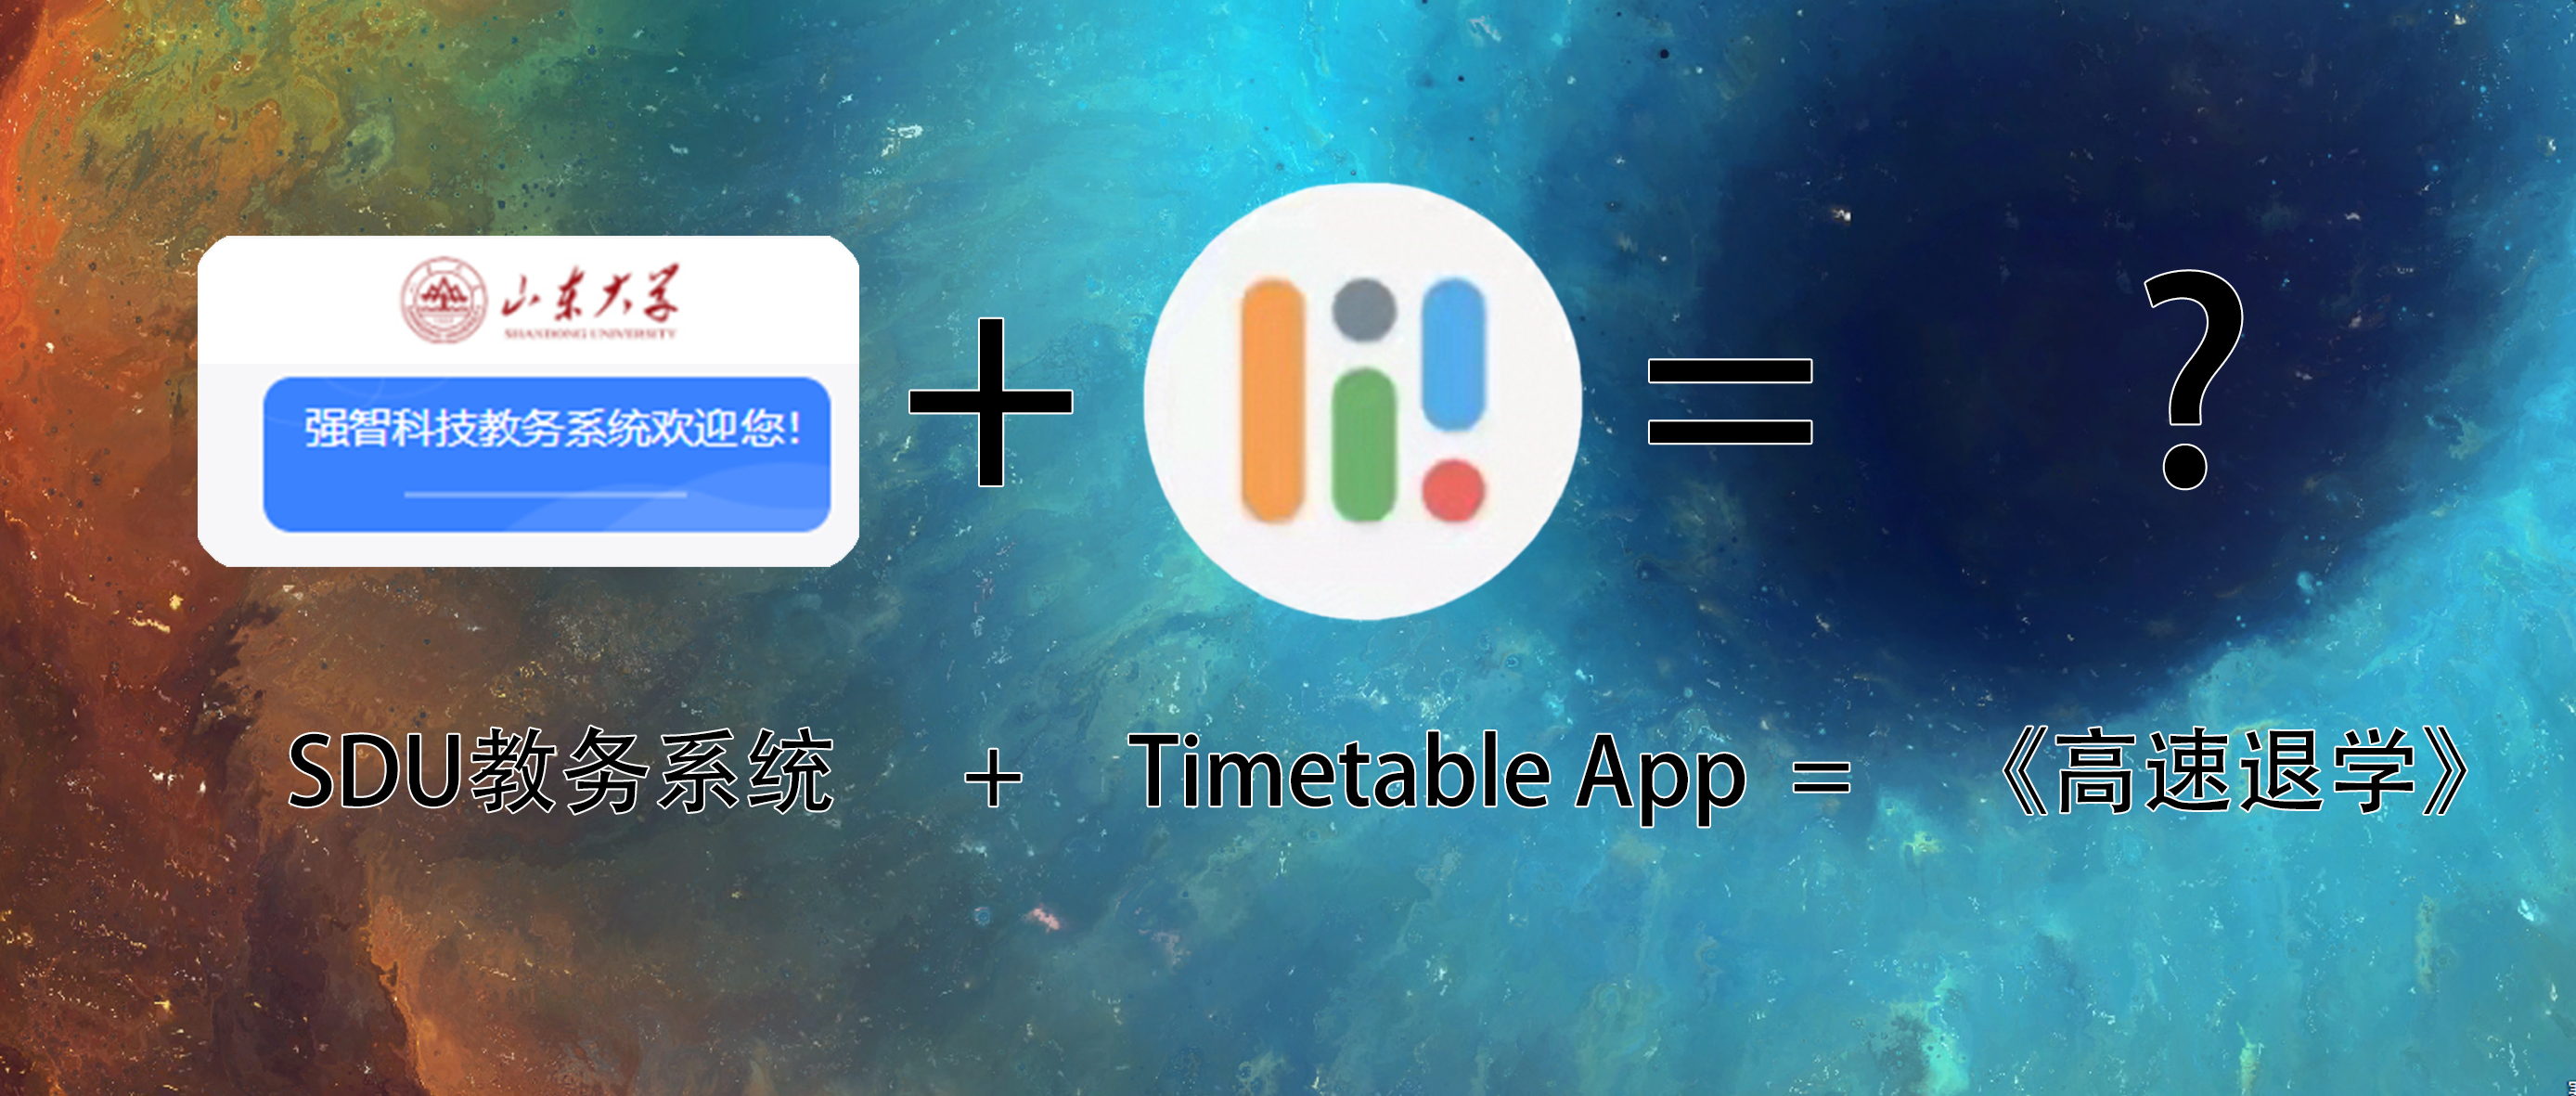 山东大学
SHANDONG UNIVERSITY
强智科技教务系统欢迎您!
+ = ?
SDU教务系统 + Timetable App = 《高速退学》